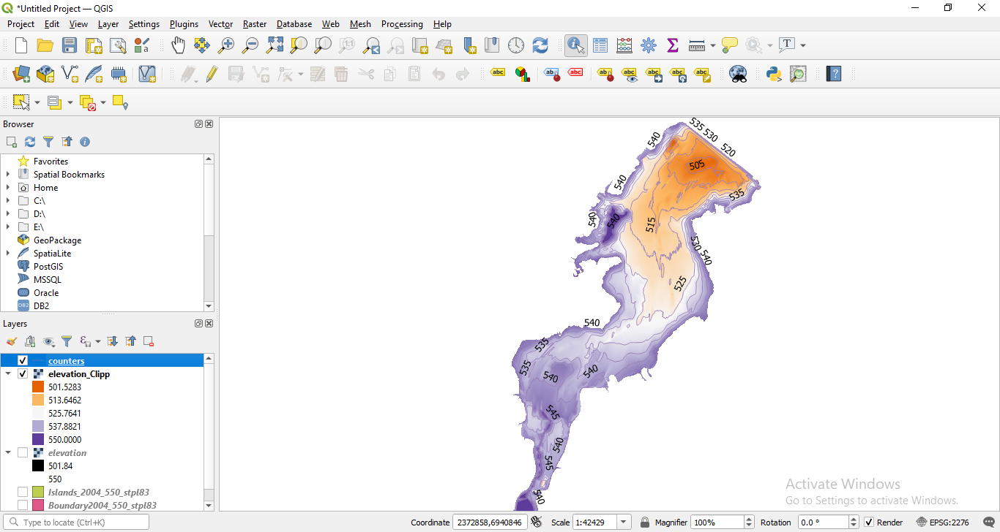 *Untitled Project — QGIS
Project Edit View Layer Settings Plugins Vector Raster Database Web Mesh Processing Help
Browser
Favorites
Spatial Bookmarks
Home
C:\
D:\
E:\
GeoPackage
SpatiaLite
PostGIS
MSSQL
Oracle
DB2
Layers
counters
elevation_Clipp
501.5283
513.6462
525.7641
537.8821
550.0000
elevation
501.84
550
Islands_2004_550_stpl83
Boundary2004_550_stpl83
535 530
540 520
505
540 535
540 540
515
530 540
525
540
535
535 540 540
545
540
545
540
Activate Windows
Go to Settings to activate Windows.
Type to locate (Ctrl+K) Coordinate 2372858,6940846 Scale 1:42429 Magnifier 100% Rotation 0.0 ° Render EPSG:2276